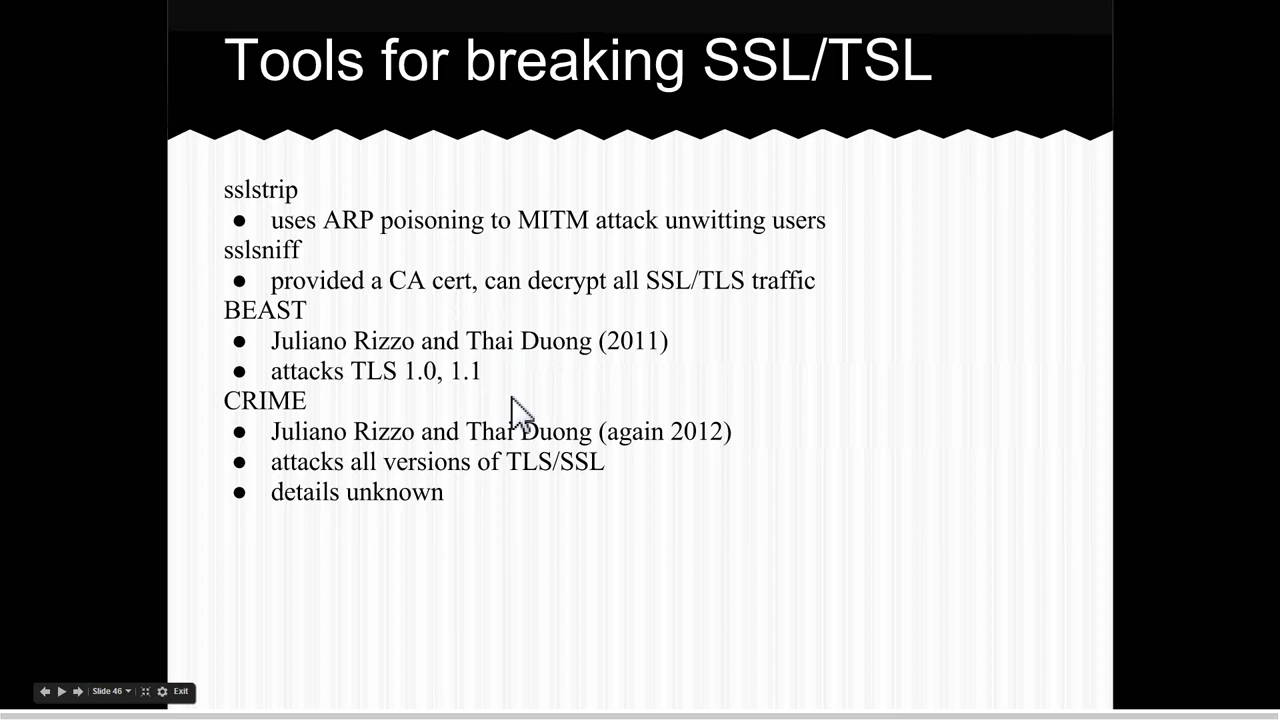 Tools for breaking SSL/TSL
sslstrip
● uses ARP poisoning to MITM attack unwitting users
sslsniff
● provided a CA cert, can decrypt all SSL/TLS traffic
BEAST
● Juliano Rizzo and Thai Duong (2011)
● attacks TLS 1.0, 1.1
CRIME
● Juliano Rizzo and Thai Duong (again 2012)
● attacks all versions of TLS/SSL
● details unknown
Slide 46 Exit